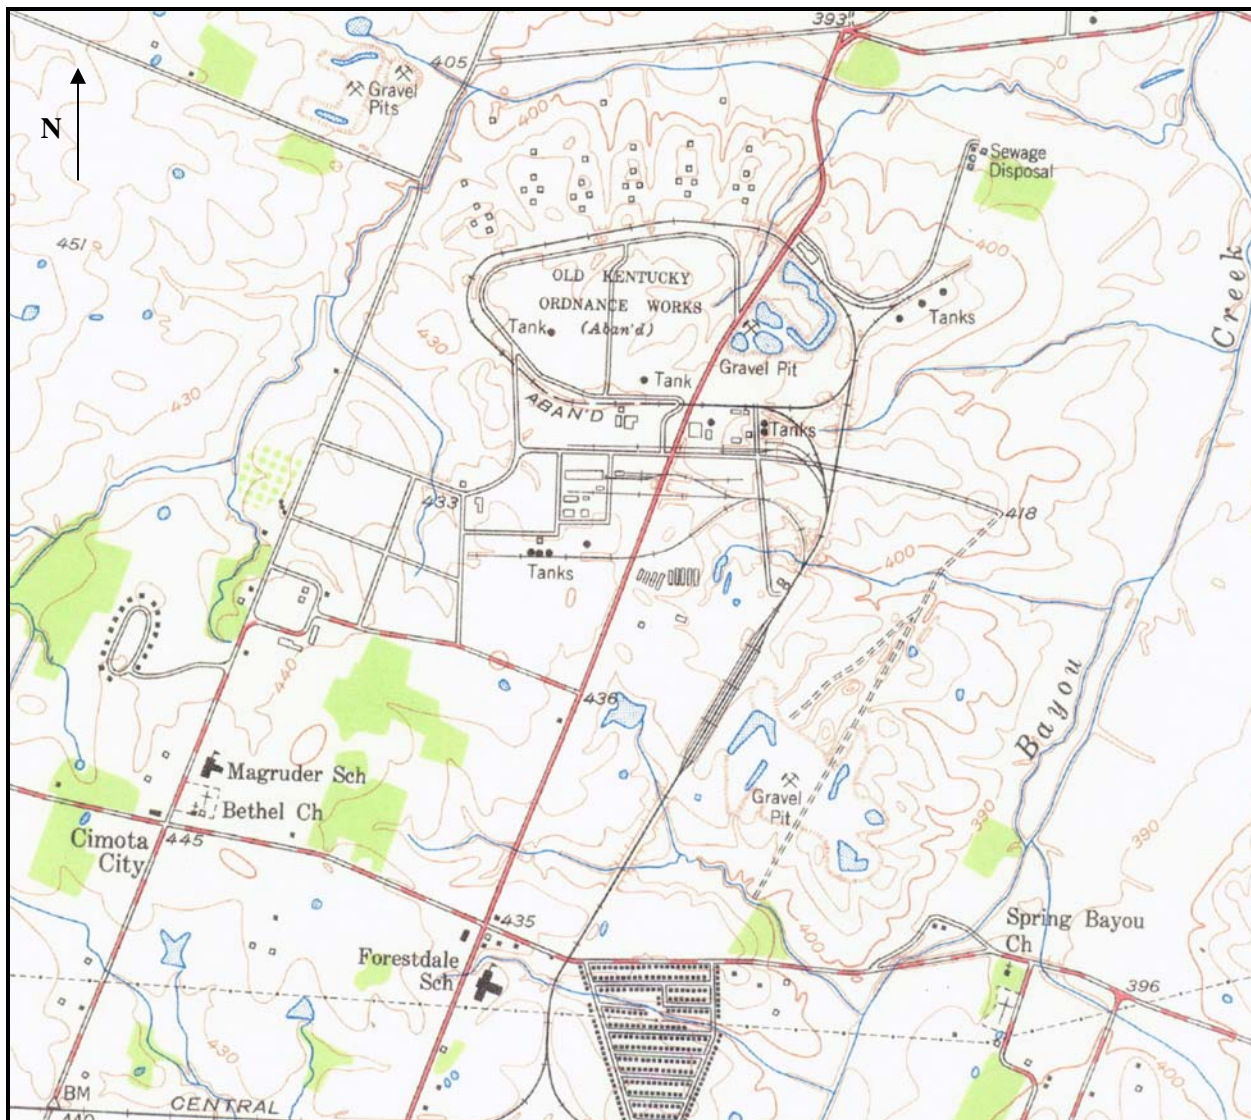 393
405
Gravel
Pits
N
400
Sewage
Disposal
451
400
Creek
OLD KENTUCKY
ORDNANCE WORKS
(Aban'd)
Tank
Tanks
430
Gravel Pit
Tank
430
ABAN'D
Tanks
433
418
400
Tanks
440
436
Bayou
Magruder Sch
Gravel
Pit
Bethel Ch
390
390
Cimota
City
445
435
Spring Bayou
Ch
400
Forestdale
Sch
396
430
BM
CENTRAL